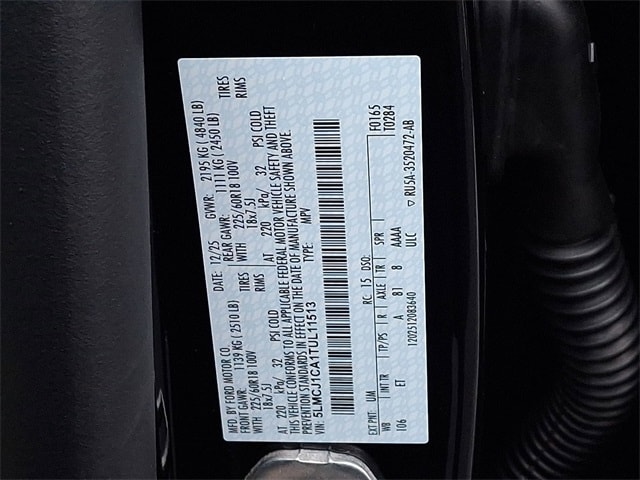 MFD. BY FORD MOTOR CO.
DATE: 12/25 GVWR: 2195 KG ( 4840 LB)
FRONT GAWR: 1139 KG ( 2510 LB) REAR GAWR: 1111 KG ( 2450 LB)
WITH 225/60R18 100V TIRES WITH 225/60R18 100V TIRES
18x7.5J RIMS 18x7.5J RIMS
AT 220 kPa/ 32 PSI COLD AT 220 kPa/ 32 PSI COLD
THIS VEHICLE CONFORMS TO ALL APPLICABLE FEDERAL MOTOR VEHICLE SAFETY AND THEFT
PREVENTION STANDARDS IN EFFECT ON THE DATE OF MANUFACTURE SHOWN ABOVE.
VIN: 5LMCJ1CA1TUL11513 TYPE: MPV
EXT PNT: UM RC: 15 DSO: F0165
WB INT TR TP/PS R AXLE TR SPR T0284
106 ET A 81 8 AAAA
1202512083640 ULC ▽ RU5A-3520472-AB